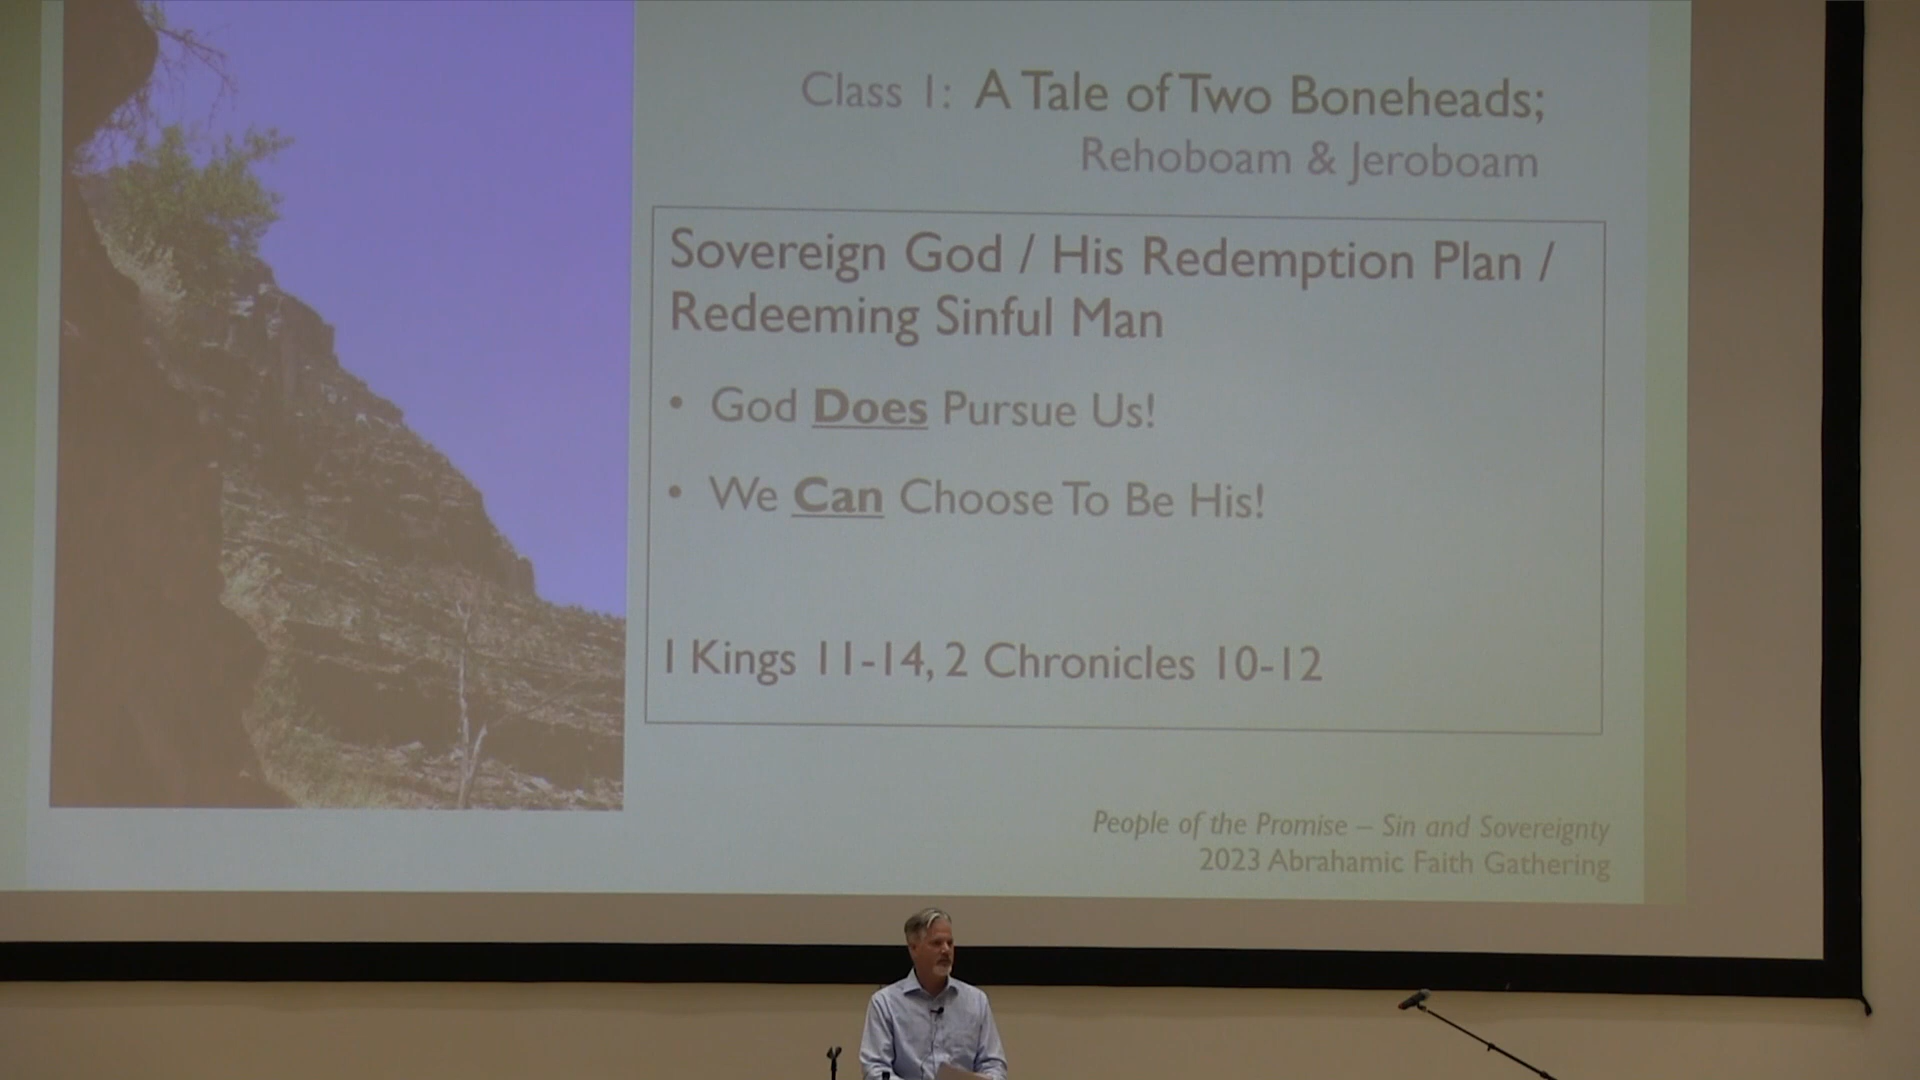 Class 1: A Tale of Two Boneheads;
Rehoboam & Jeroboam
Sovereign God / His Redemption Plan /
Redeeming Sinful Man
• God Does Pursue Us!
• We Can Choose To Be His!
1 Kings 11-14, 2 Chronicles 10-12
People of the Promise – Sin and Sovereignty
2023 Abrahamic Faith Gathering